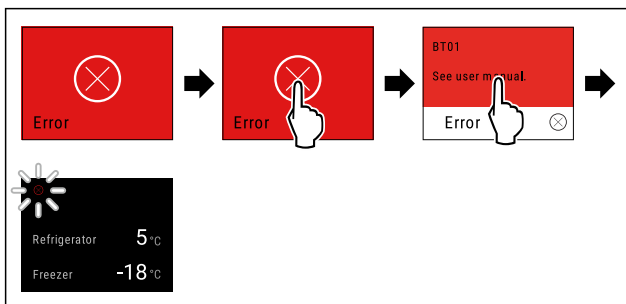 Error
Error
BT01
See user manual.
Error
Refrigerator 5°C
Freezer -18°C